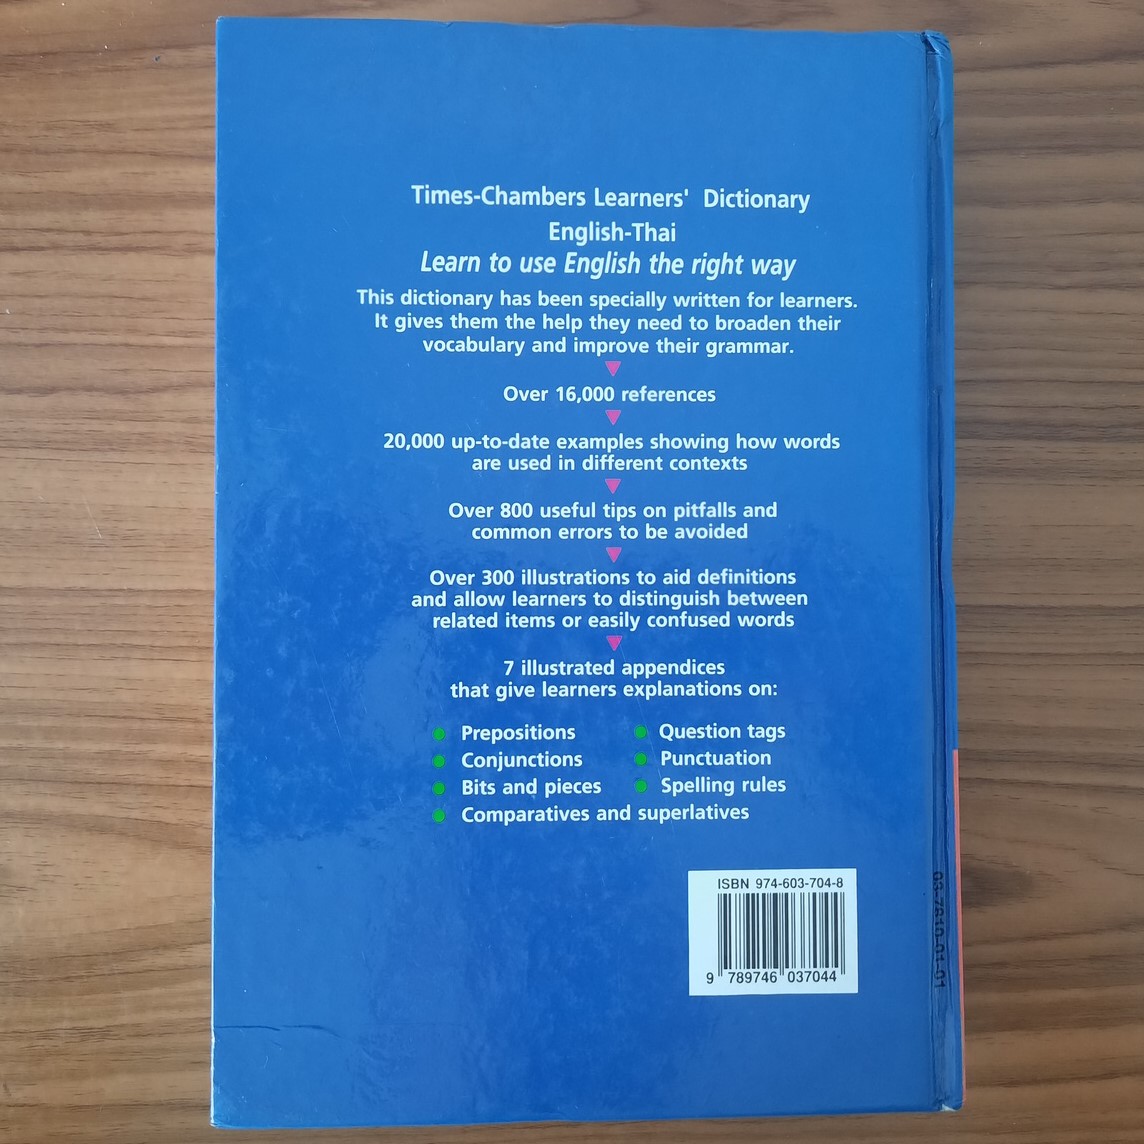 Times-Chambers Learners' Dictionary
English-Thai
Learn to use English the right way
This dictionary has been specially written for learners.
It gives them the help they need to broaden their
vocabulary and improve their grammar.
Over 16,000 references
20,000 up-to-date examples showing how words
are used in different contexts
Over 800 useful tips on pitfalls and
common errors to be avoided
Over 300 illustrations to aid definitions
and allow learners to distinguish between
related items or easily confused words
7 illustrated appendices
that give learners explanations on:
Prepositions
Conjunctions
Bits and pieces
Comparatives and superlatives
Question tags
Punctuation
Spelling rules
ISBN 974-603-704-8
9 789746 037044